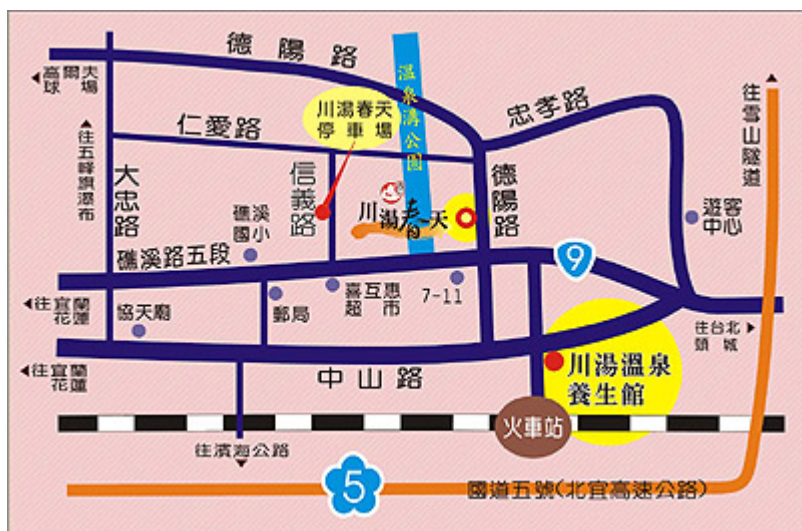 德陽路
高爾夫
球場
川湯春天
停車場
溫泉溝公園
忠孝路
往雪山隧道
仁愛路
往五峰旗瀑布
大忠路
信義路
德陽路
礁溪
國小
川湯春天
遊客
中心
礁溪路五段
9
往宜蘭
花蓮
協天廟
郵局
喜互惠
超市
7-11
往台北
頭城
往宜蘭
花蓮
中山路
川湯溫泉
養生館
火車站
往濱海公路
5
國道五號(北宜高速公路)